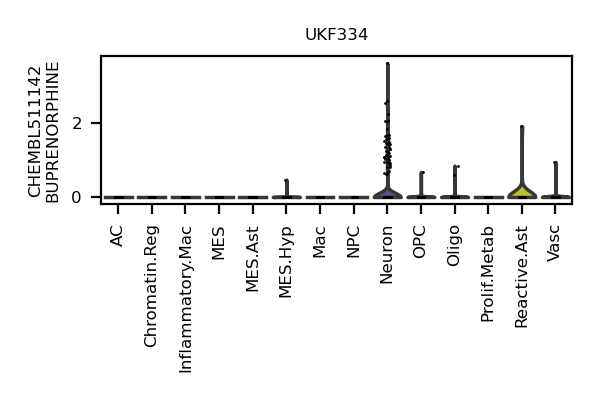 UKF334
CHEMBL511142
BUPRENORPHINE
2
0
AC
Chromatin.Reg
Inflammatory.Mac
MES
MES.Ast
MES.Hyp
Mac
NPC
Neuron
OPC
Oligo
Prolif.Metab
Reactive.Ast
Vasc